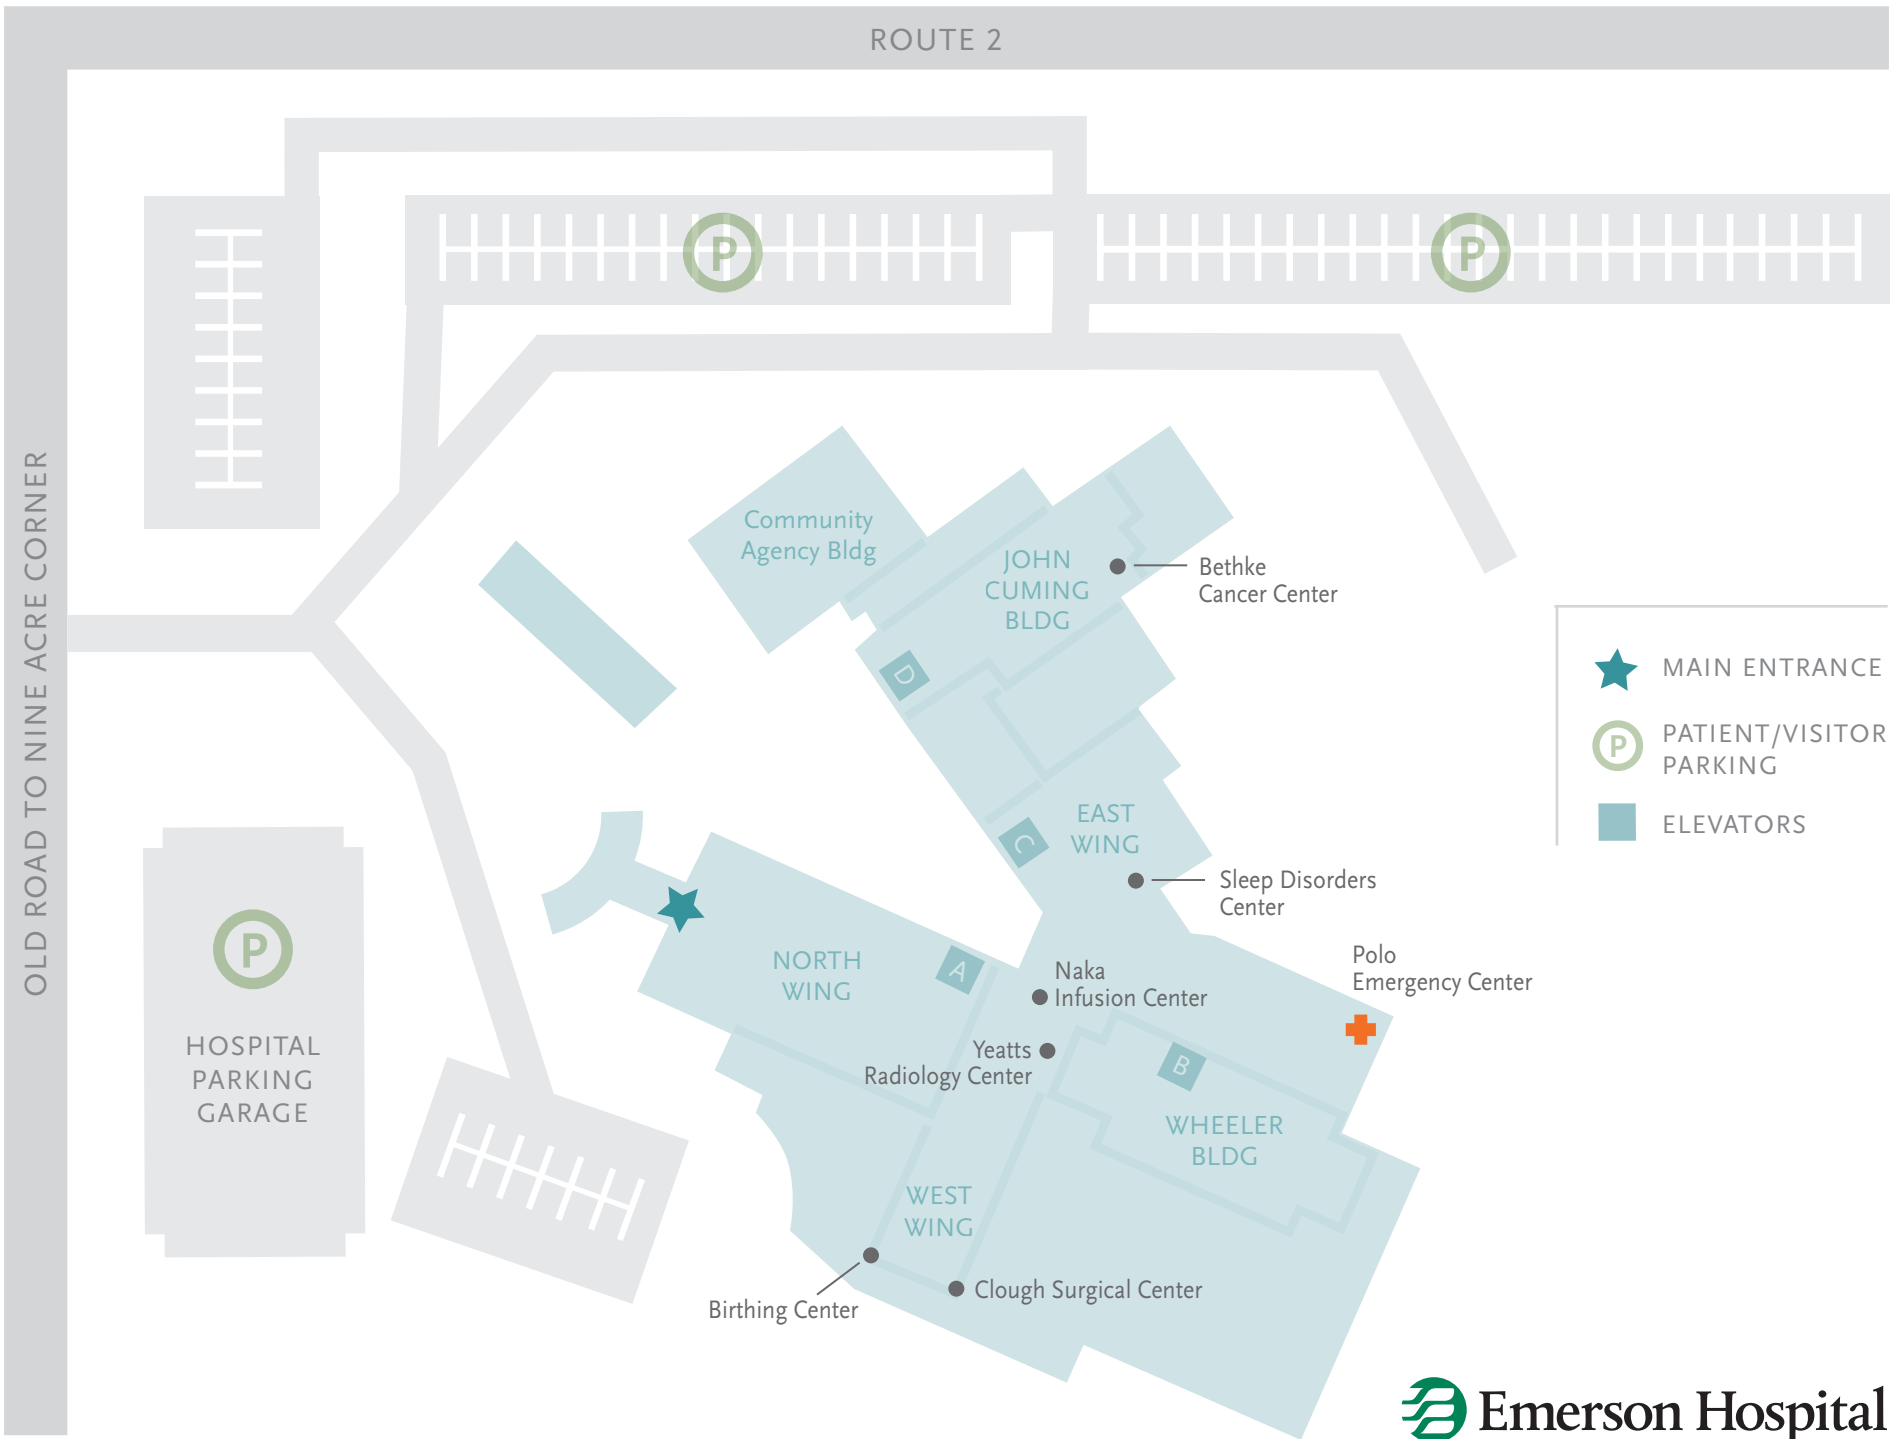 ROUTE 2
OLD ROAD TO NINE ACRE CORNER
P
P
Community
Agency Bldg
JOHN
CUMING
BLDG
Bethke
Cancer Center
D
MAIN ENTRANCE
P
PATIENT/VISITOR
PARKING
ELEVATORS
EAST
WING
C
Sleep Disorders
Center
P
HOSPITAL
PARKING
GARAGE
NORTH
WING
A
Naka
Infusion Center
Polo
Emergency Center
Yeatts
Radiology Center
B
WHEELER
BLDG
WEST
WING
Birthing Center
Clough Surgical Center
Emerson Hospital